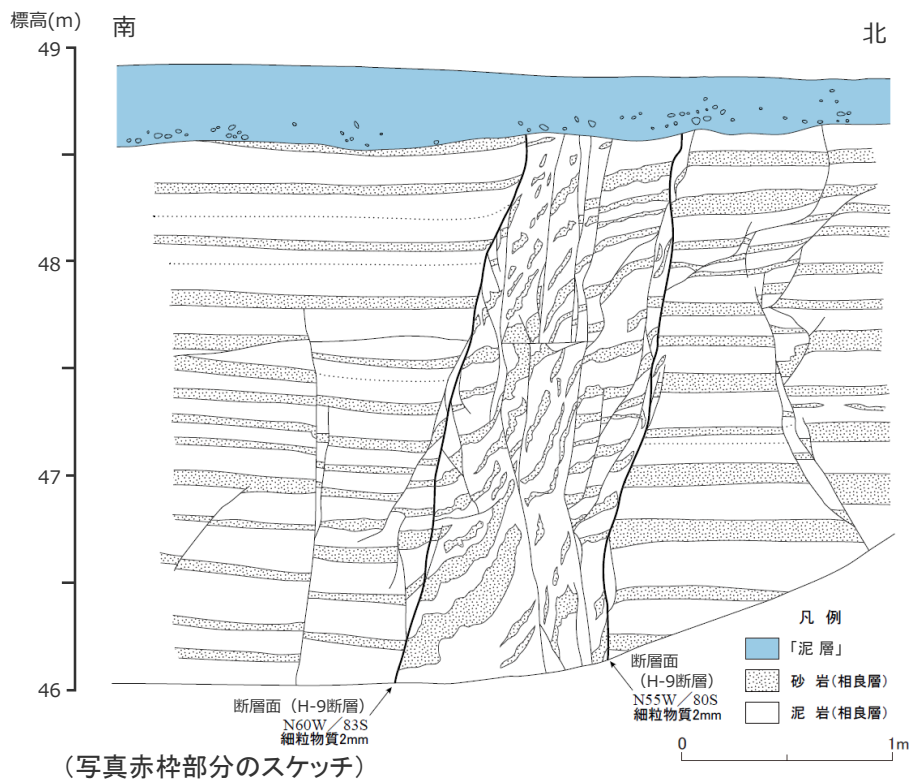 標高(m)
南
北
49
48
47
46
断層面（H-9断層）
N60W／83S
細粒物質2mm
断層面
（H-9断層）
N55W／80S
細粒物質2mm
凡 例
「泥 層」
砂 岩（相良層）
泥 岩（相良層）
0
1m
（写真赤枠部分のスケッチ）